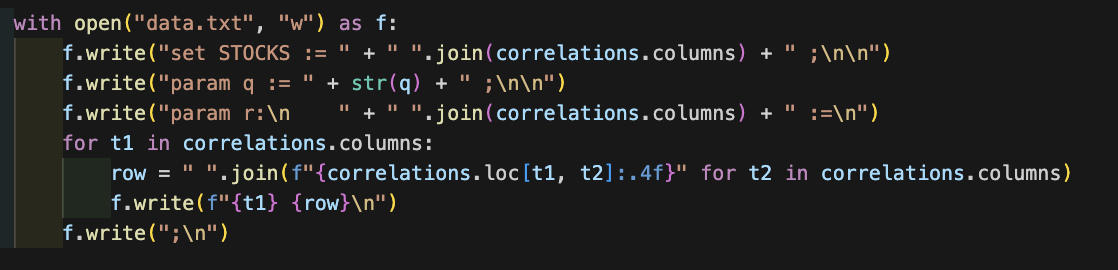 with open("data.txt", "w") as f:
    f.write("set STOCKS := " + " ".join(correlations.columns) + " ;\n\n")
    f.write("param q := " + str(q) + " ;\n\n")
    f.write("param r:\n    " + " ".join(correlations.columns) + " :=\n")
    for t1 in correlations.columns:
        row = " ".join(f"{correlations.loc[t1, t2]:.4f}" for t2 in correlations.columns)
        f.write(f"{t1} {row}\n")
    f.write(";\n")